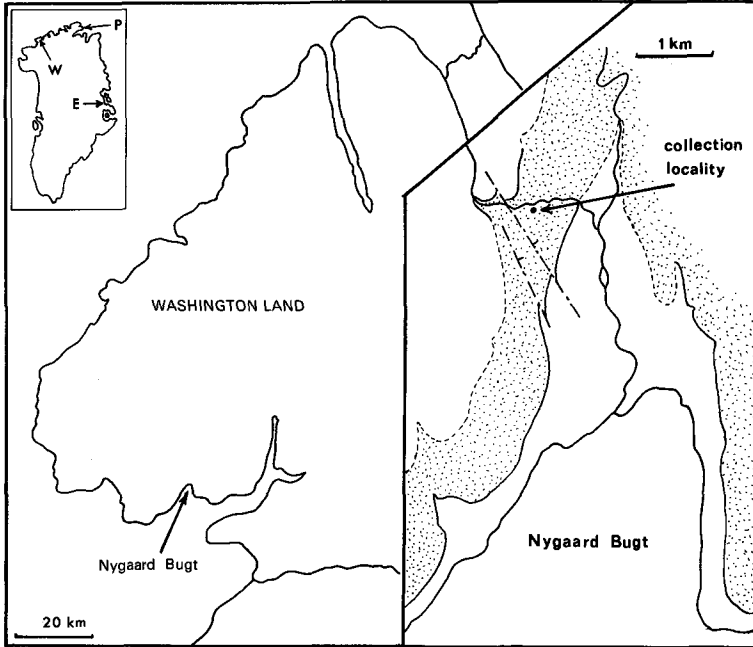 P
W
E
WASHINGTON LAND
Nygaard Bugt
20 km
1 km
collection
locality
Nygaard Bugt